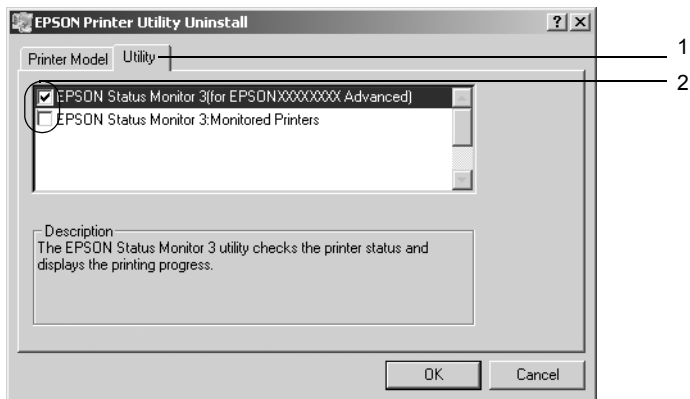 EPSON Printer Utility Uninstall
Printer Model Utility 1
2
EPSON Status Monitor 3(for EPSONXXXXXXXX Advanced)
EPSON Status Monitor 3:Monitored Printers
Description
The EPSON Status Monitor 3 utility checks the printer status and
displays the printing progress.
OK Cancel